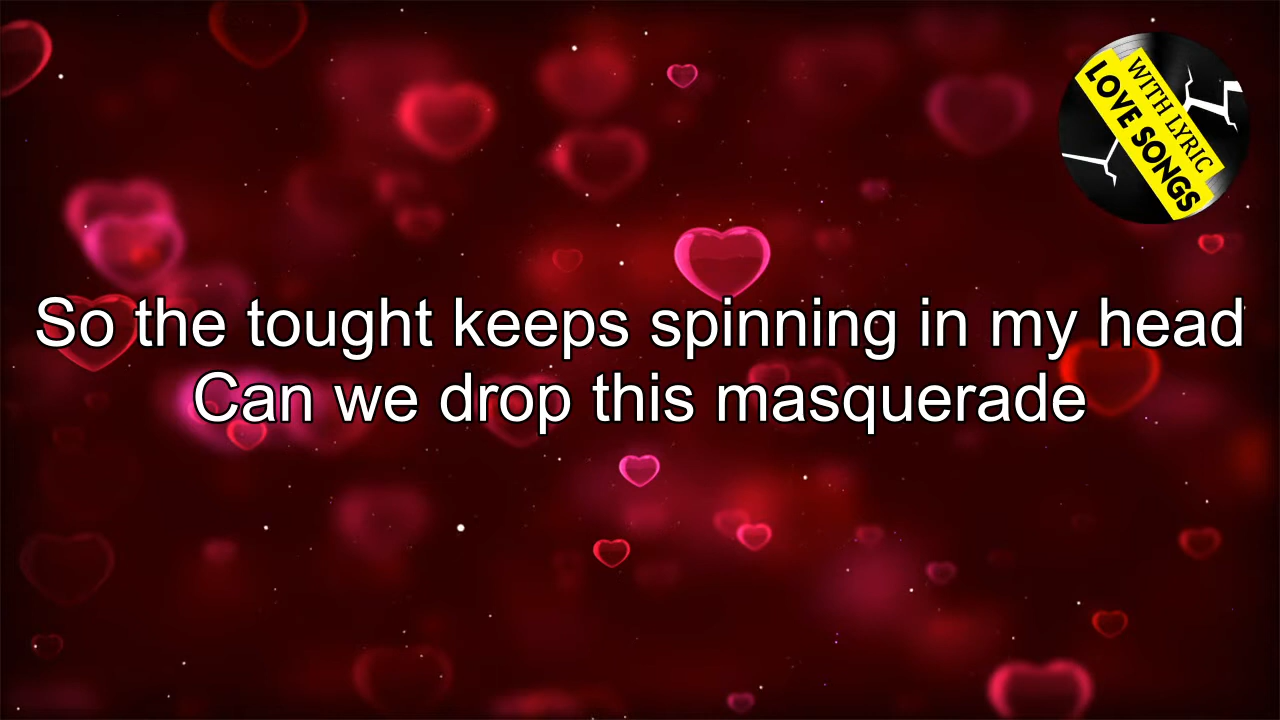 WITH LYRIC
LOVE SONGS
So the tought keeps spinning in my head
Can we drop this masquerade